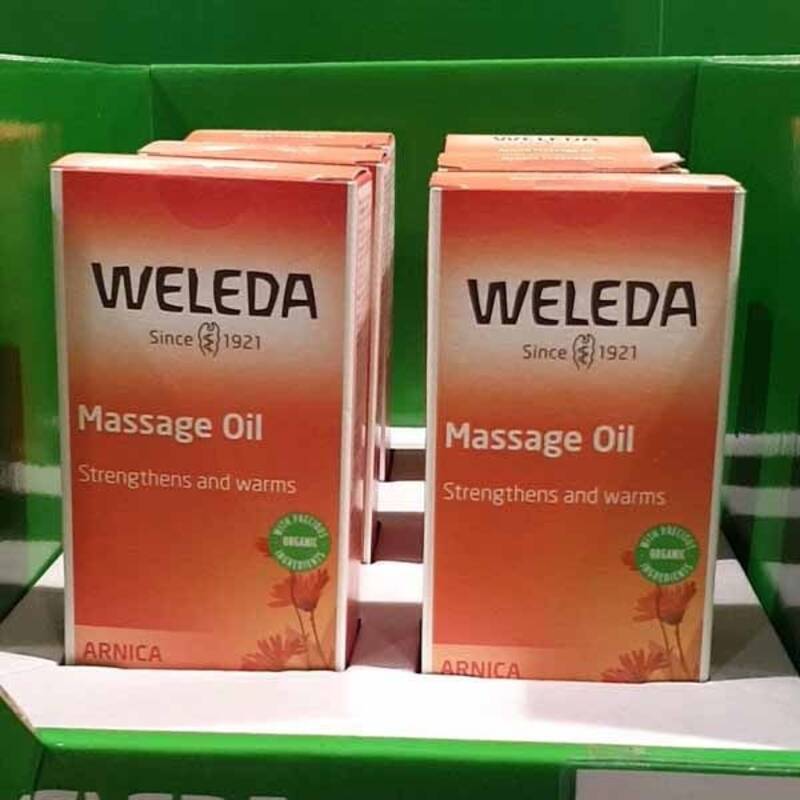 WELEDA
WELEDA
Since 1921
Massage Oil
Strengthens and warms
WITH PRECIOUS
ORGANIC
INGREDIENTS
ARNICA
WELEDA
Since 1921
Massage Oil
Strengthens and warms
WITH PRECIOUS
ORGANIC
INGREDIENTS
ARNICA